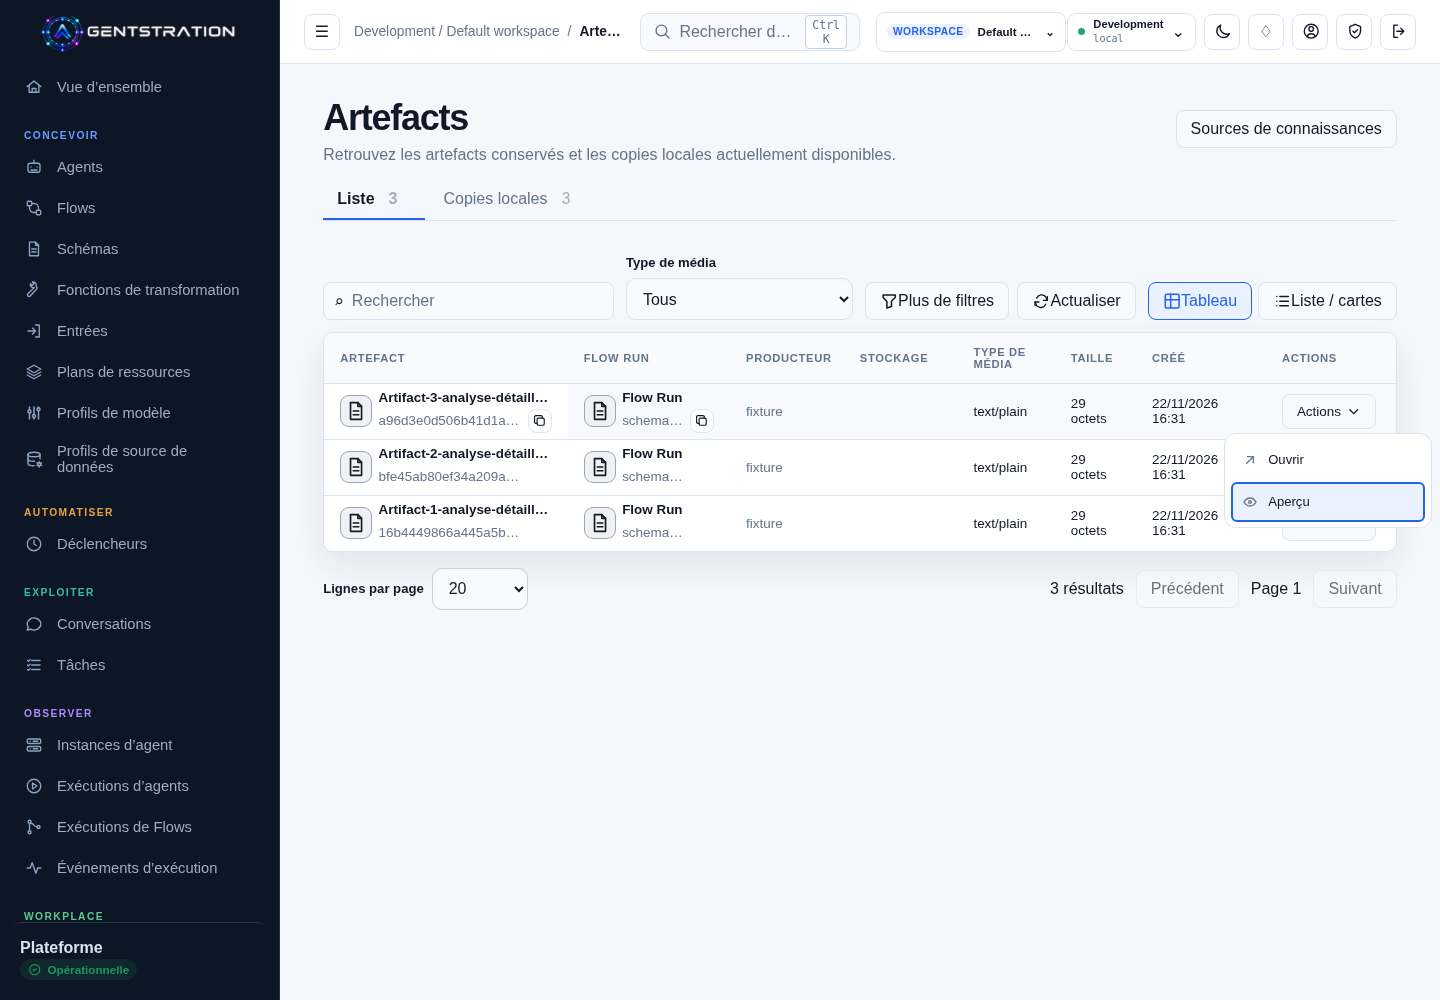 GENTSTRATION
Vue d’ensemble
CONCEVOIR
Agents
Flows
Schémas
Fonctions de transformation
Entrées
Plans de ressources
Profils de modèle
Profils de source de
données
AUTOMATISER
Déclencheurs
EXPLOITER
Conversations
Tâches
OBSERVER
Instances d’agent
Exécutions d’agents
Exécutions de Flows
Événements d’exécution
WORKPLACE
Plateforme
Opérationnelle
Development / Default workspace / Arte…
Rechercher d… Ctrl K
WORKSPACE Default …
Development
local
Artefacts
Retrouvez les artefacts conservés et les copies locales actuellement disponibles.
Sources de connaissances
Liste 3 Copies locales 3
Type de média
Rechercher Tous Plus de filtres Actualiser Tableau Liste / cartes
ARTEFACT FLOW RUN PRODUCTEUR STOCKAGE TYPE DE MÉDIA TAILLE CRÉÉ ACTIONS
Artifact-3-analyse-détaill… Flow Run
a96d3e0d506b41d1a… schema… fixture text/plain 29 octets 22/11/2026 16:31 Actions
Artifact-2-analyse-détaill… Flow Run
bfe45ab80ef34a209a… schema… fixture text/plain 29 octets 22/11/2026 16:31
Artifact-1-analyse-détaill… Flow Run
16b4449866a445a5b… schema… fixture text/plain 29 octets 22/11/2026 16:31
Ouvrir
Aperçu
Lignes par page 20 3 résultats Précédent Page 1 Suivant